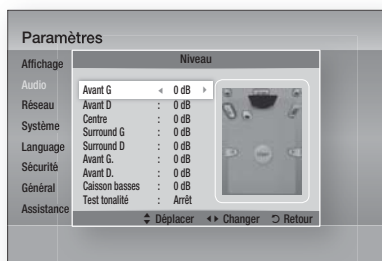 Paramètres
Affichage
Audio
Réseau
Système
Language
Sécurité
Général
Assistance
Niveau
Avant G ◀ 0 dB ▶
Avant D : 0 dB
Centre : 0 dB
Surround G : 0 dB
Surround D : 0 dB
Avant G. : 0 dB
Avant D. : 0 dB
Caisson basses : 0 dB
Test tonalité : Arrêt
Déplacer Changer Retour